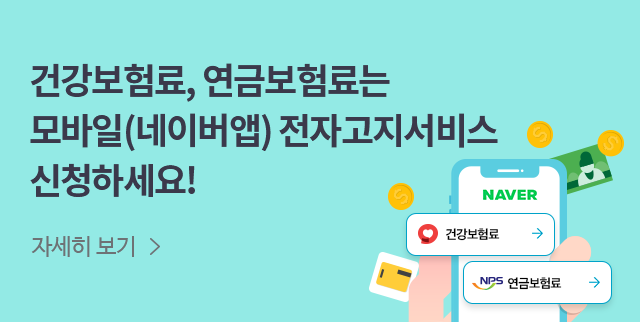 건강보험료, 연금보험료는
모바일(네이버앱) 전자고지서비스
신청하세요!
자세히 보기
NAVER
건강보험료
NPS 연금보험료